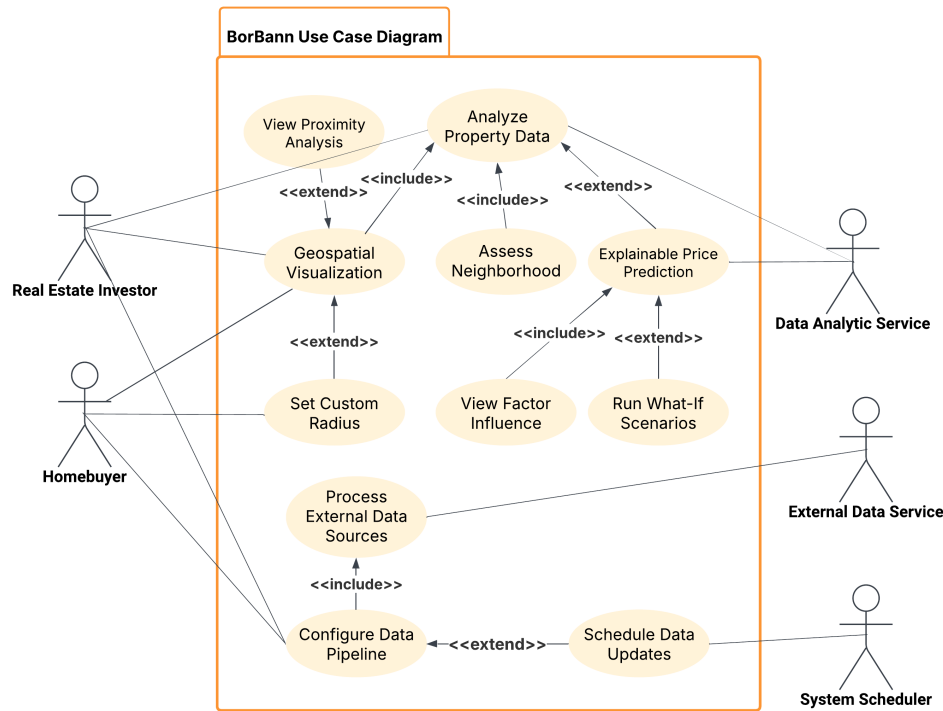 BorBann Use Case Diagram
View Proximity
Analysis
Analyze
Property Data
<<extend>>
<<include>>
<<include>>
<<extend>>
Real Estate Investor
Geospatial
Visualization
Assess
Neighborhood
Explainable Price
Prediction
Data Analytic Service
<<extend>>
<<include>>
<<extend>>
Homebuyer
Set Custom
Radius
View Factor
Influence
Run What-If
Scenarios
Process
External Data
Sources
External Data Service
<<include>>
Configure Data
Pipeline
<<extend>>
Schedule Data
Updates
System Scheduler